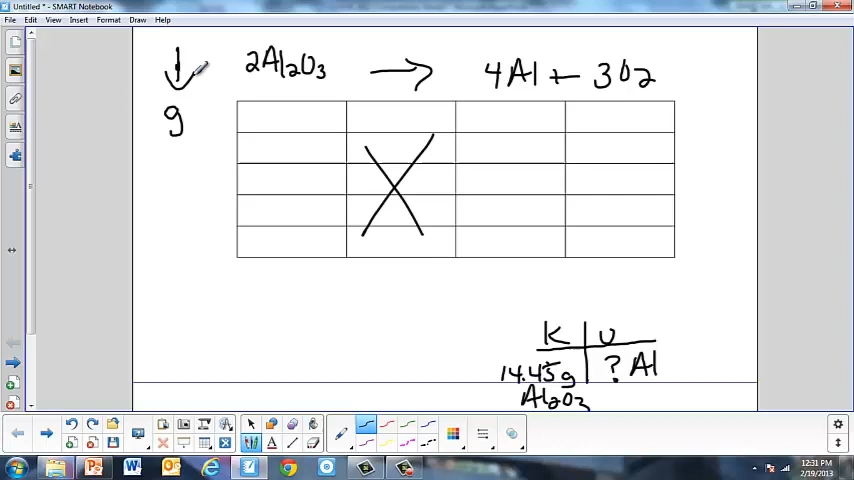 Untitled * - SMART Notebook
File Edit View Insert Format Draw Help
2Al₂O₃ → 4Al + 3O₂
g
K U
14.45g ? Al
Al₂O₃
A
12:31 PM
2/19/2013